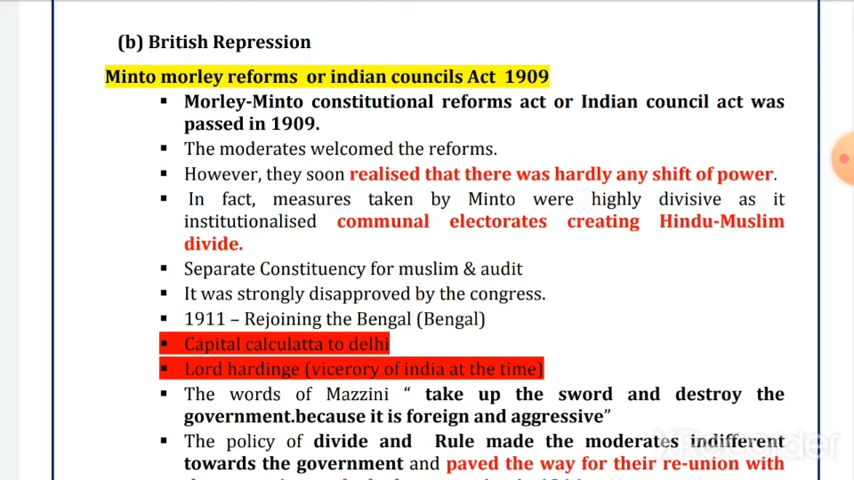 (b) British Repression
Minto morley reforms or indian councils Act 1909
▪ Morley-Minto constitutional reforms act or Indian council act was
passed in 1909.
▪ The moderates welcomed the reforms.
▪ However, they soon realised that there was hardly any shift of power.
▪ In fact, measures taken by Minto were highly divisive as it
institutionalised communal electorates creating Hindu-Muslim
divide.
▪ Separate Constituency for muslim & audit
▪ It was strongly disapproved by the congress.
▪ 1911 – Rejoining the Bengal (Bengal)
▪ Capital calculatta to delhi
▪ Lord hardinge (vicerory of india at the time)
▪ The words of Mazzini “ take up the sword and destroy the
government.because it is foreign and aggressive”
▪ The policy of divide and Rule made the moderates indifferent
towards the government and paved the way for their re-union with
XRecorder